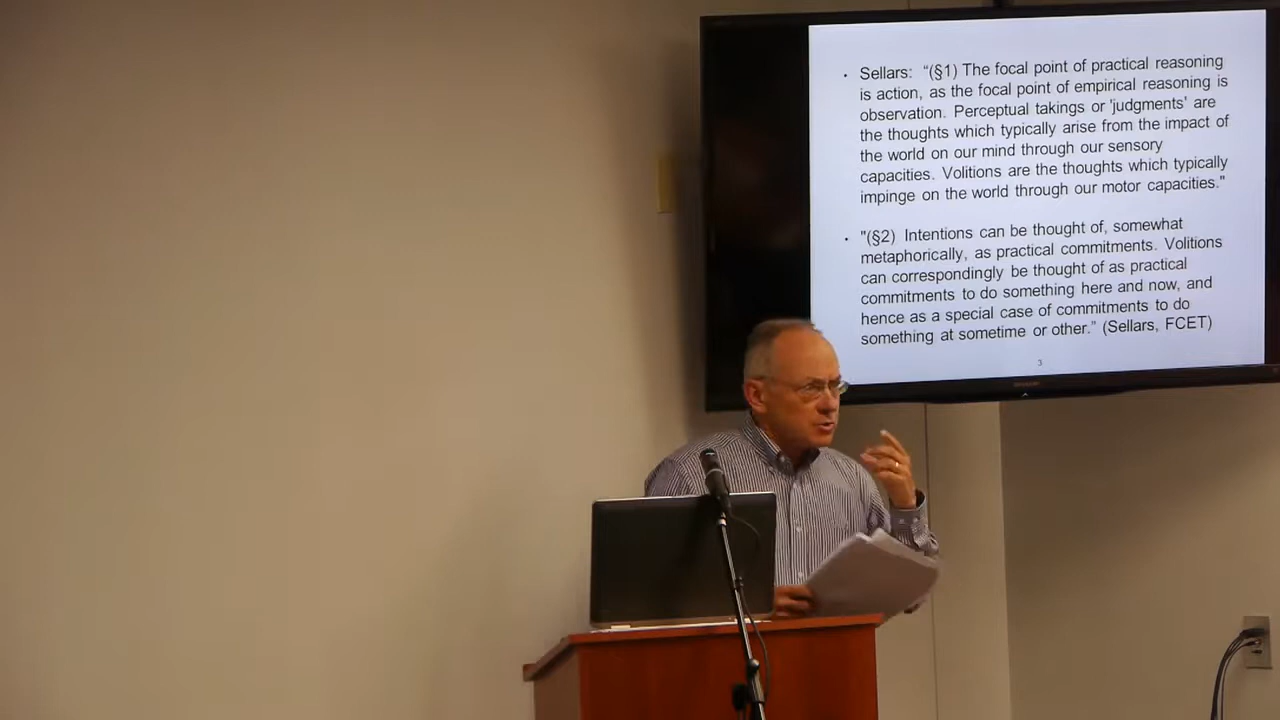 · Sellars: “(§1) The focal point of practical reasoning
is action, as the focal point of empirical reasoning is
observation. Perceptual takings or 'judgments' are
the thoughts which typically arise from the impact of
the world on our mind through our sensory
capacities. Volitions are the thoughts which typically
impinge on the world through our motor capacities."
· "(§2) Intentions can be thought of, somewhat
metaphorically, as practical commitments. Volitions
can correspondingly be thought of as practical
commitments to do something here and now, and
hence as a special case of commitments to do
something at sometime or other.” (Sellars, FCET)
3